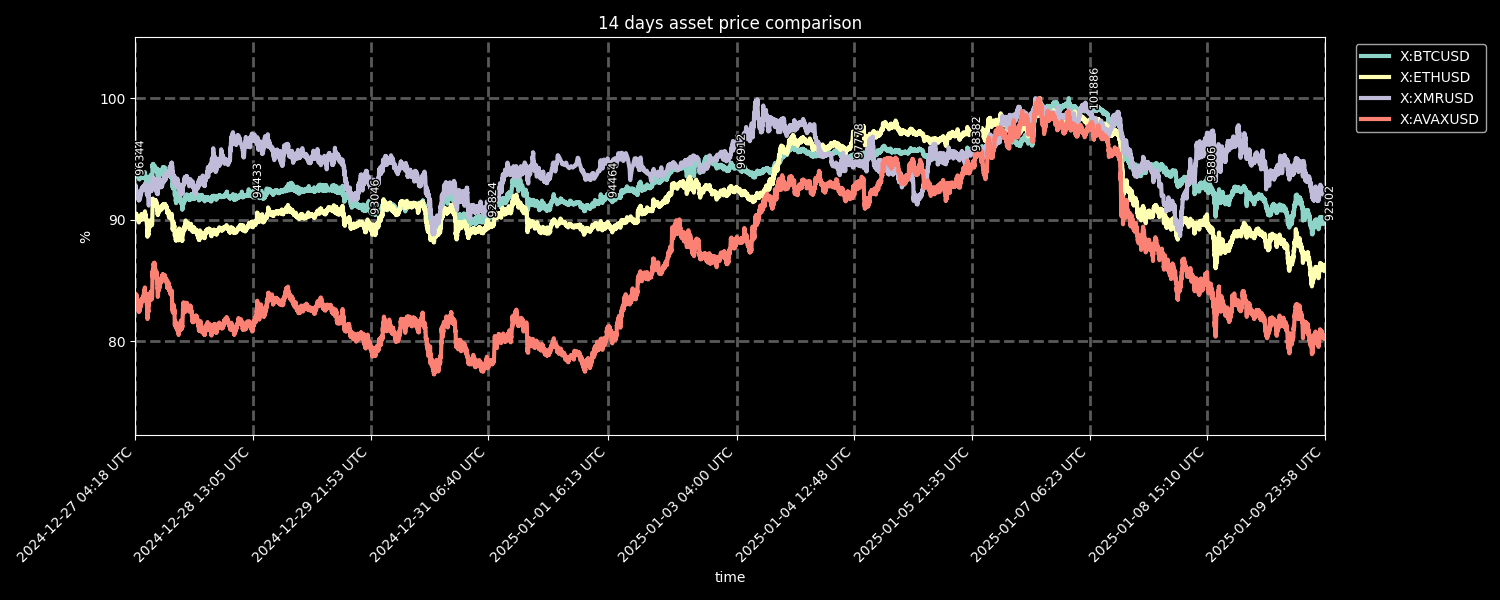 14 days asset price comparison
X:BTCUSD
X:ETHUSD
X:XMRUSD
X:AVAXUSD
100
90
80
%
96344
94433
93046
92824
94464
96912
97778
98382
101886
95806
92502
2024-12-27 04:18 UTC
2024-12-28 13:05 UTC
2024-12-29 21:53 UTC
2024-12-31 06:40 UTC
2025-01-01 16:13 UTC
2025-01-03 04:00 UTC
2025-01-04 12:48 UTC
2025-01-05 21:35 UTC
2025-01-07 06:23 UTC
2025-01-08 15:10 UTC
2025-01-09 23:58 UTC
time